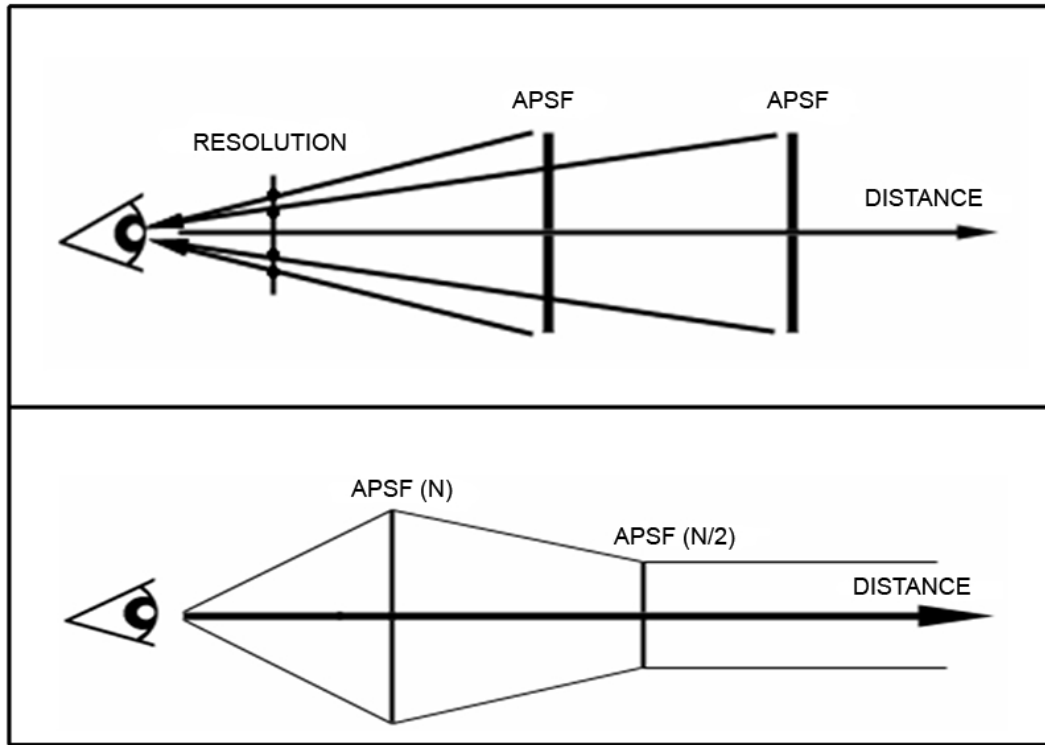 APSF
APSF
RESOLUTION
DISTANCE
APSF (N)
APSF (N/2)
DISTANCE